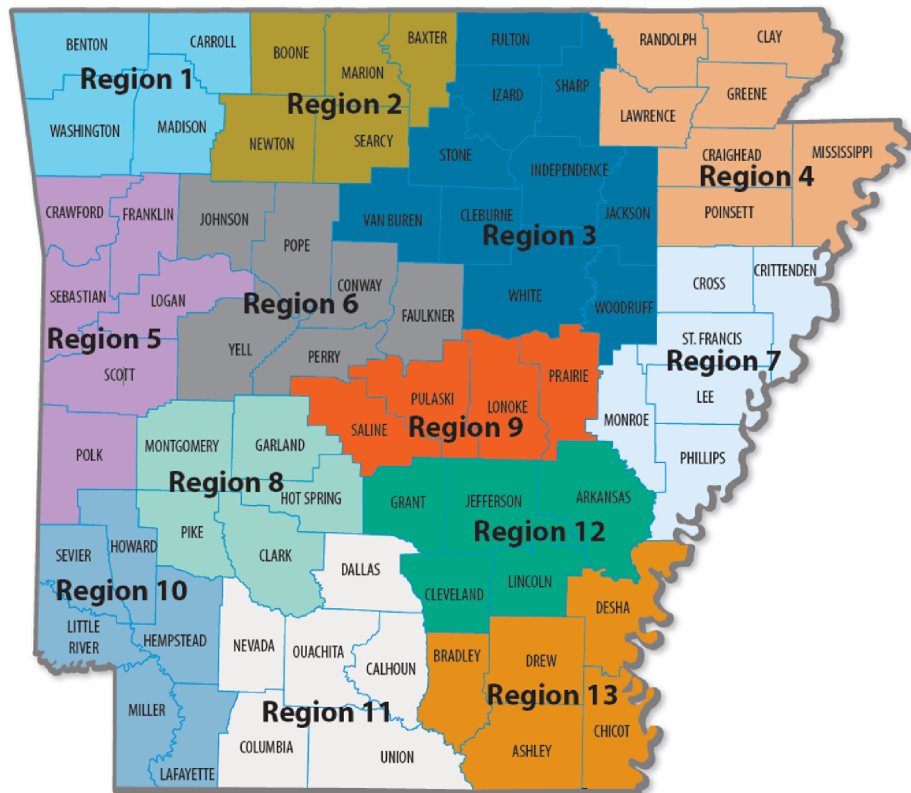 BENTON
CARROLL
Region 1
WASHINGTON
MADISON
BOONE
MARION
BAXTER
Region 2
NEWTON
SEARCY
FULTON
IZARD
SHARP
STONE
INDEPENDENCE
VAN BUREN
CLEBURNE
JACKSON
Region 3
WHITE
WOODRUFF
RANDOLPH
CLAY
GREENE
LAWRENCE
CRAIGHEAD
MISSISSIPPI
Region 4
POINSETT
CRAWFORD
FRANKLIN
SEBASTIAN
LOGAN
Region 5
SCOTT
POLK
JOHNSON
POPE
CONWAY
Region 6
FAULKNER
YELL
PERRY
CROSS
CRITTENDEN
ST. FRANCIS
Region 7
LEE
MONROE
PHILLIPS
MONTGOMERY
GARLAND
Region 8
HOT SPRING
PIKE
CLARK
PRAIRIE
PULASKI
LONOKE
SALINE
Region 9
SEVIER
HOWARD
Region 10
LITTLE
RIVER
HEMPSTEAD
MILLER
LAFAYETTE
DALLAS
NEVADA
OUACHITA
CALHOUN
Region 11
COLUMBIA
UNION
GRANT
JEFFERSON
ARKANSAS
Region 12
CLEVELAND
LINCOLN
DESHA
BRADLEY
DREW
Region 13
ASHLEY
CHICOT